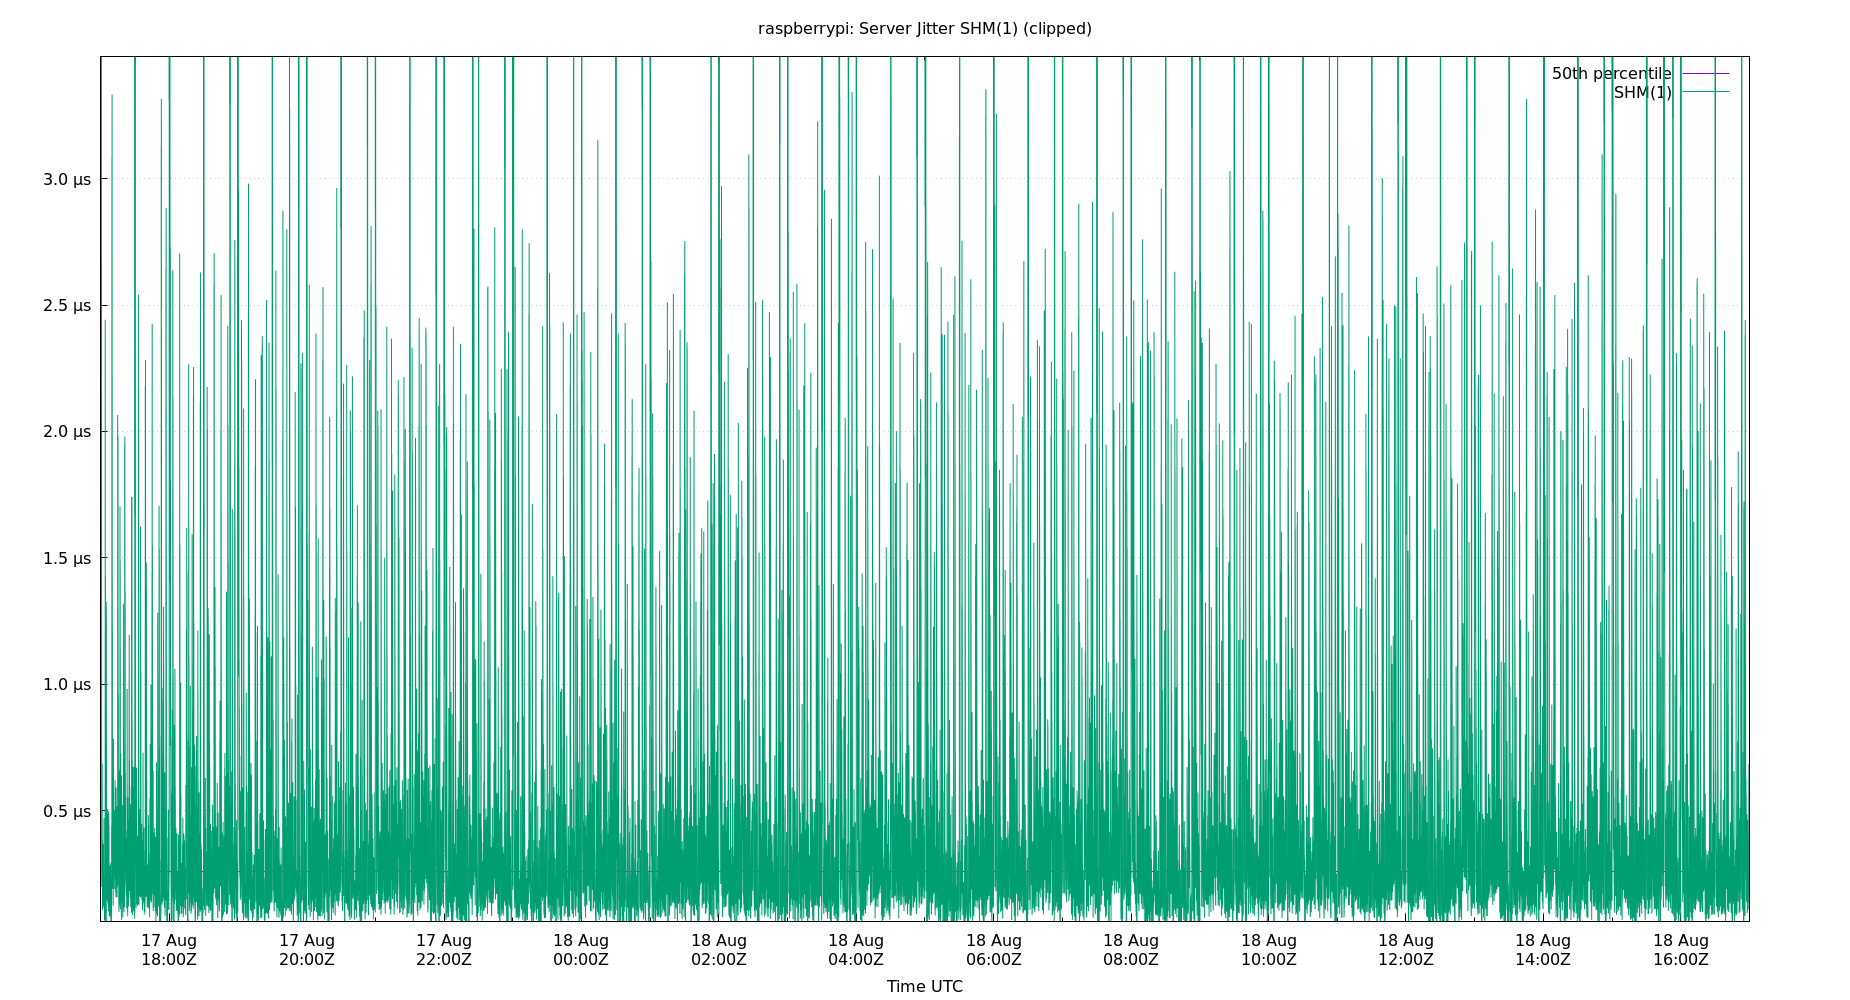 raspberrypi: Server Jitter SHM(1) (clipped)
50th percentile
SHM(1)
3.0 µs
2.5 µs
2.0 µs
1.5 µs
1.0 µs
0.5 µs
17 Aug 17 Aug 17 Aug 18 Aug 18 Aug 18 Aug 18 Aug 18 Aug 18 Aug 18 Aug 18 Aug 18 Aug
18:00Z 20:00Z 22:00Z 00:00Z 02:00Z 04:00Z 06:00Z 08:00Z 10:00Z 12:00Z 14:00Z 16:00Z
Time UTC